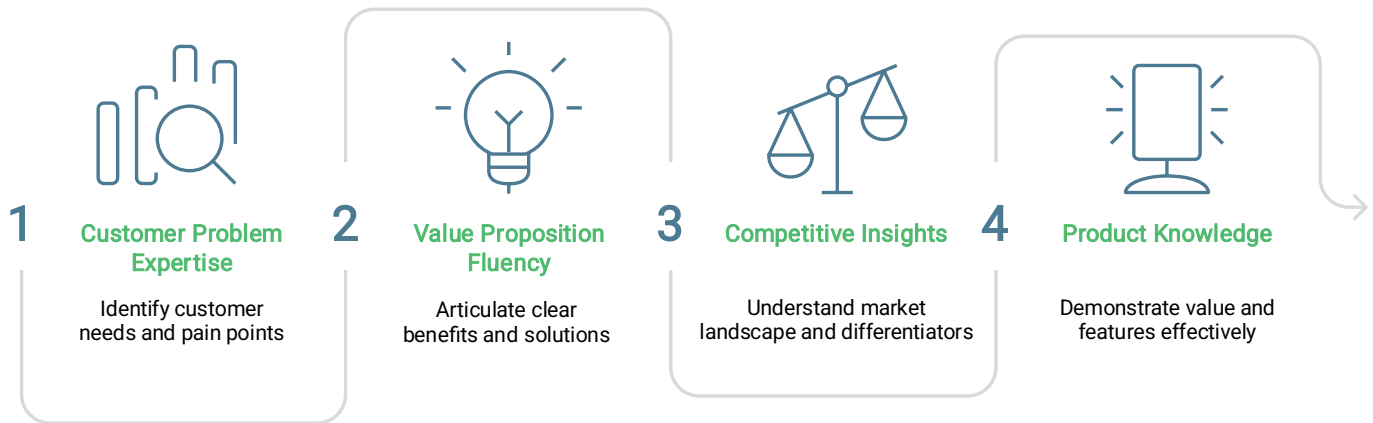 1
Customer Problem
Expertise
Identify customer
needs and pain points
2
Value Proposition
Fluency
Articulate clear
benefits and solutions
3
Competitive Insights
Understand market
landscape and differentiators
4
Product Knowledge
Demonstrate value and
features effectively